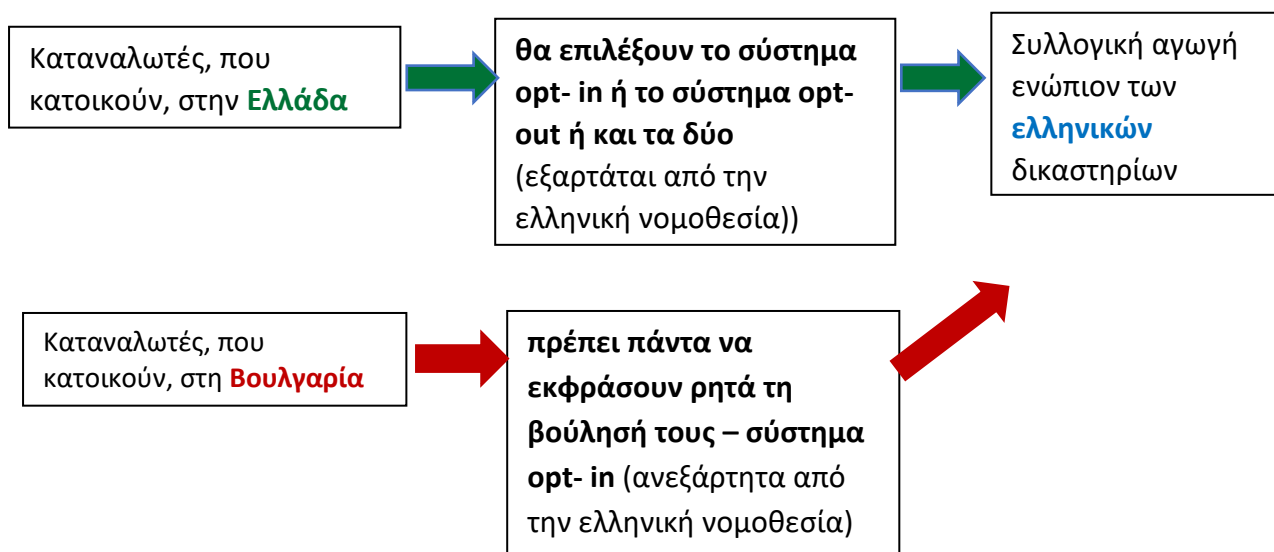 Καταναλωτές, που
κατοικούν, στην Ελλάδα
θα επιλέξουν το σύστημα
opt- in ή το σύστημα opt-
out ή και τα δύο
(εξαρτάται από την
ελληνική νομοθεσία))
Συλλογική αγωγή
ενώπιον των
ελληνικών
δικαστηρίων
Καταναλωτές, που
κατοικούν, στη Βουλγαρία
πρέπει πάντα να
εκφράσουν ρητά τη
βούλησή τους – σύστημα
opt- in (ανεξάρτητα από
την ελληνική νομοθεσία)